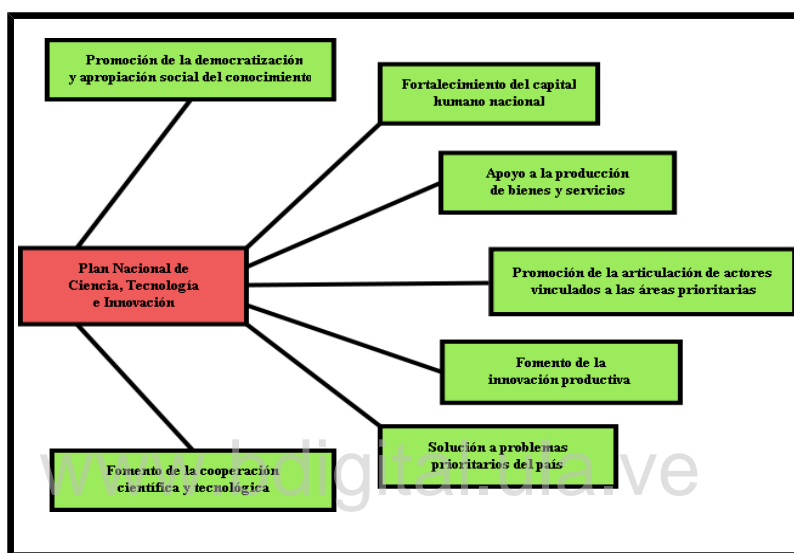 Promoción de la democratización
y apropiación social del conocimiento
Fortalecimiento del capital
humano nacional
Apoyo a la producción
de bienes y servicios
Plan Nacional de
Ciencia, Tecnología
e Innovación
Promoción de la articulación de actores
vinculados a las áreas prioritarias
Fomento de la
innovación productiva
Solución a problemas
prioritarios del país
Fomento de la cooperación
científica y tecnológica
www.bdigital.ula.ve